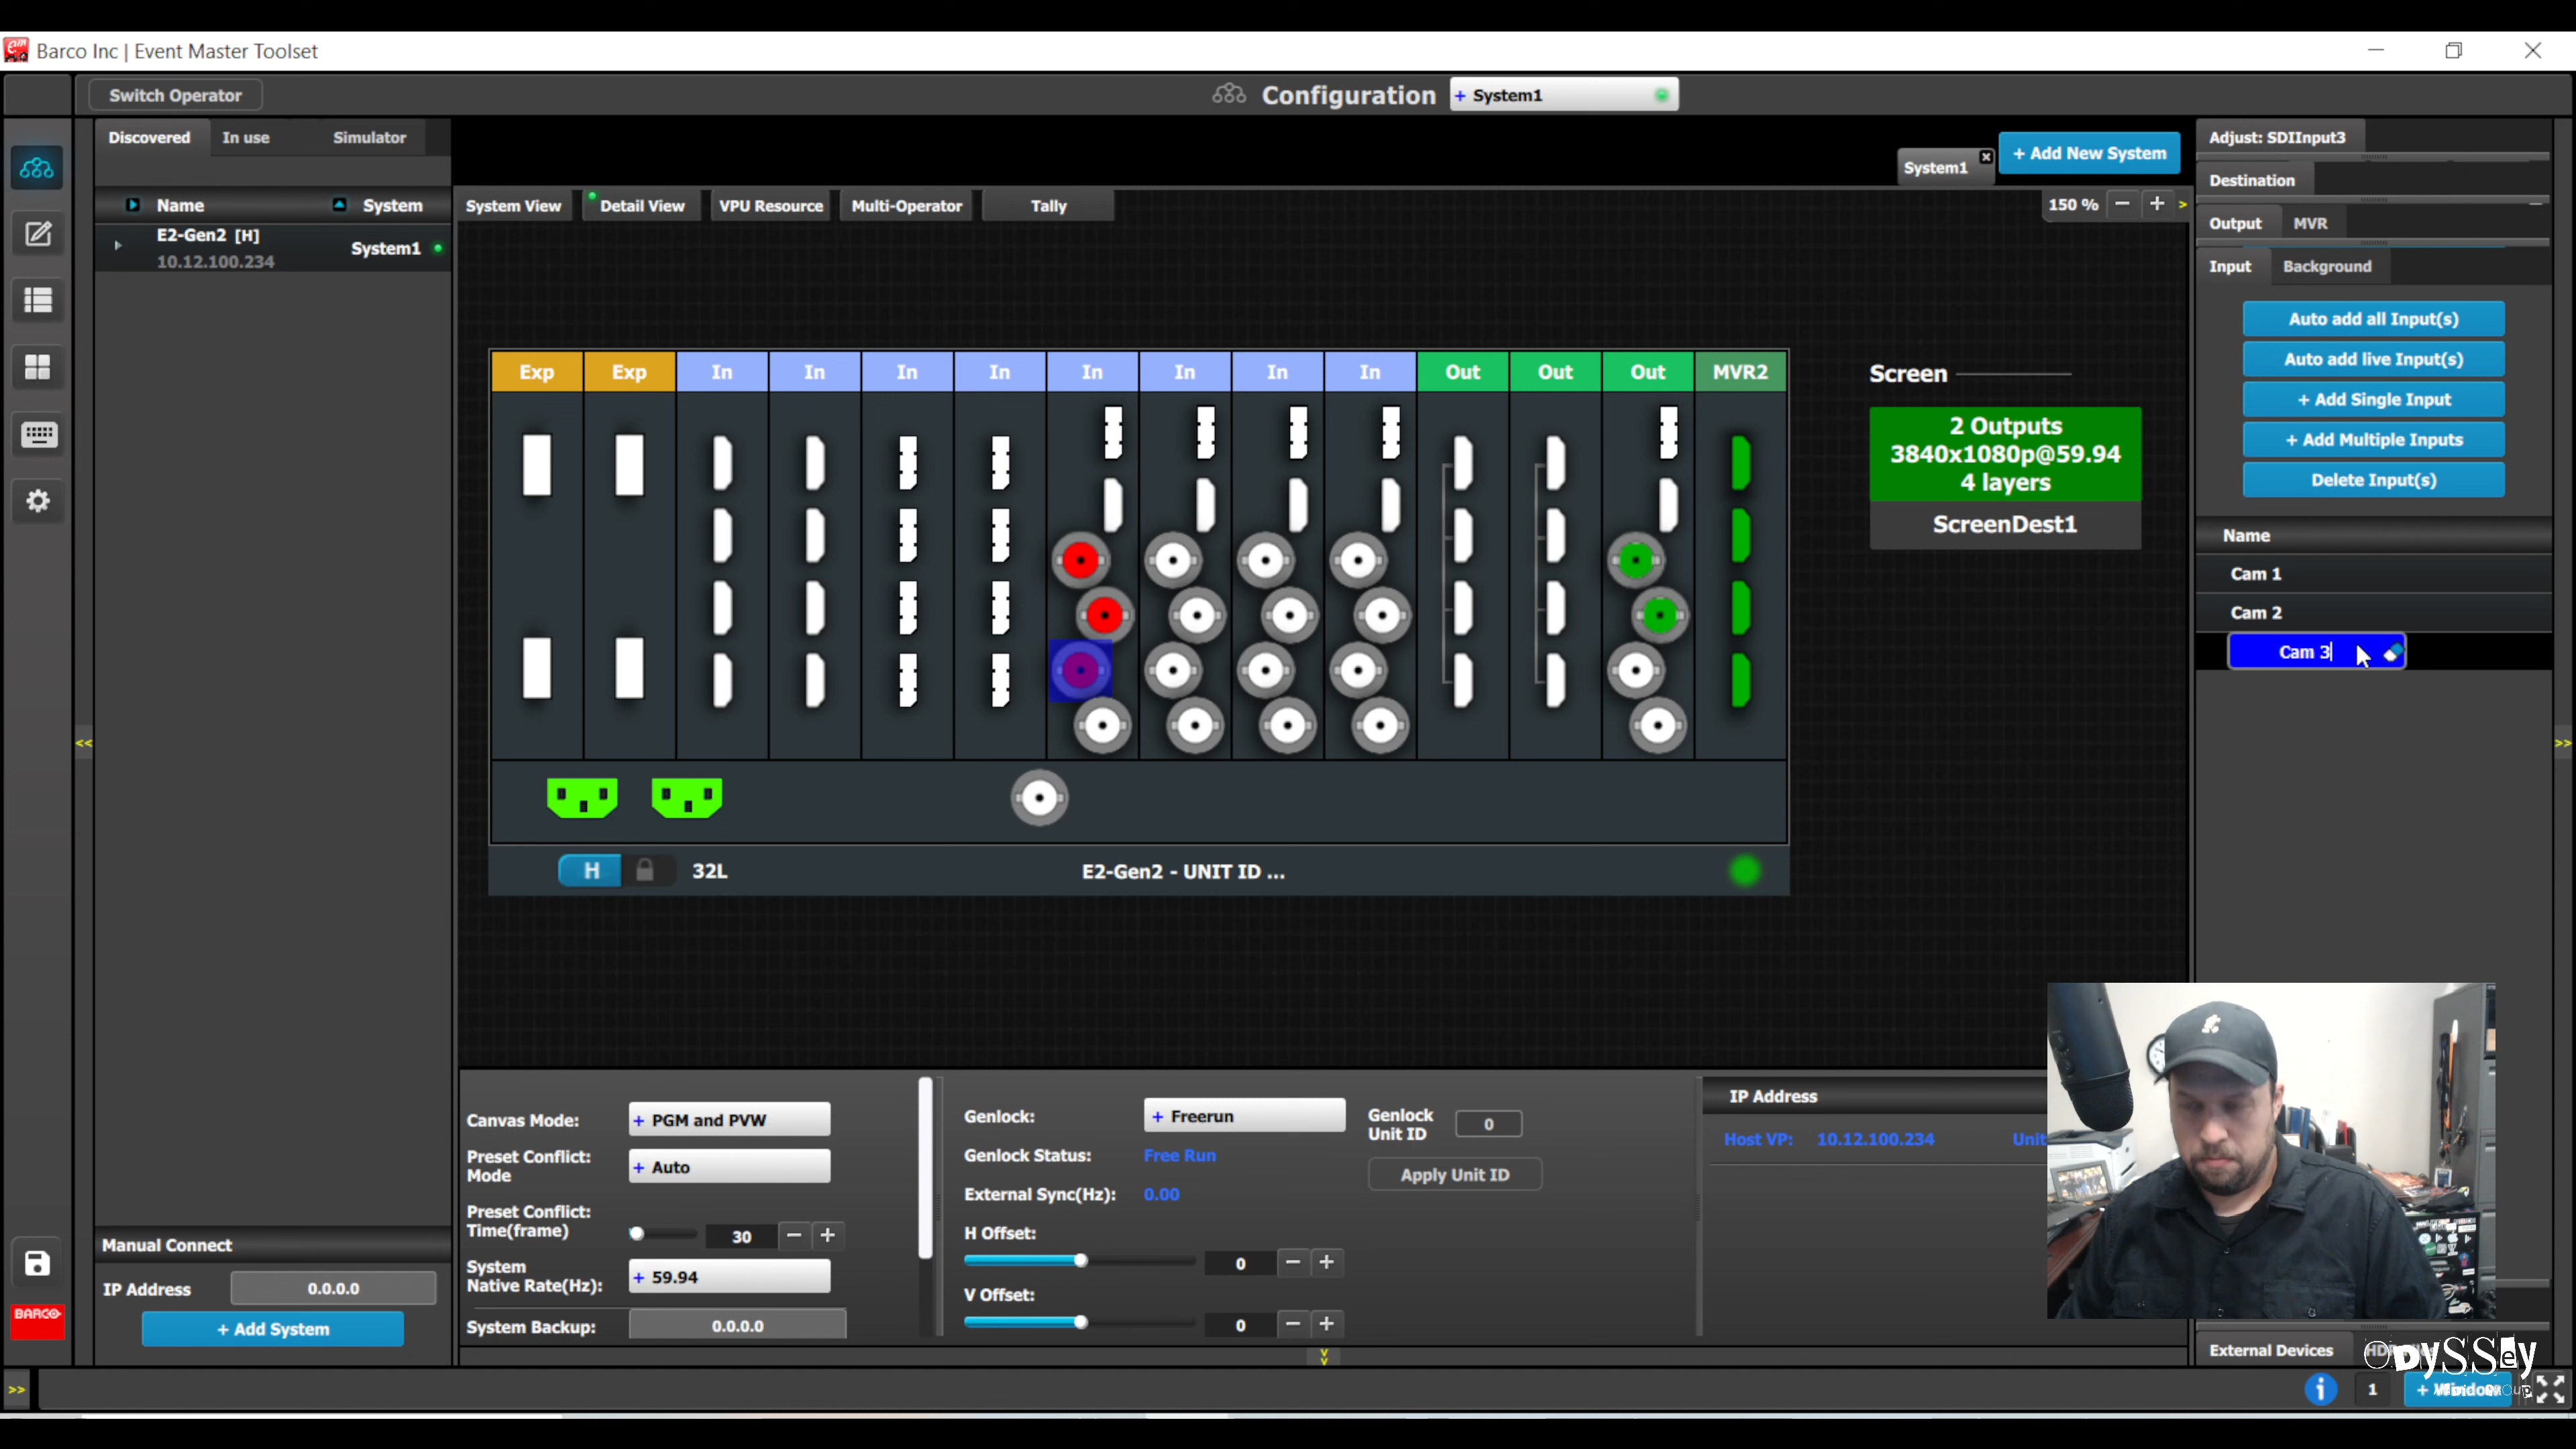 Barco Inc | Event Master Toolset
Switch Operator
Configuration
+ System1
Discovered
In use
Simulator
System1
+ Add New System
Adjust: SDIInput3
Destination
Name
System
System View
Detail View
VPU Resource
Multi-Operator
Tally
150 %
Output
MVR
E2-Gen2 [H]
System1
10.12.100.234
Input
Background
Auto add all Input(s)
Auto add live Input(s)
+ Add Single Input
+ Add Multiple Inputs
Delete Input(s)
Exp
Exp
In
In
In
In
In
In
In
In
Out
Out
Out
MVR2
Screen
2 Outputs
3840x1080p@59.94
4 layers
ScreenDest1
Name
Cam 1
Cam 2
Cam 3
H
32L
E2-Gen2 - UNIT ID ...
Canvas Mode:
+ PGM and PVW
Preset Conflict:
Mode
+ Auto
Preset Conflict:
Time(frame)
30
System
Native Rate(Hz):
+ 59.94
System Backup:
0.0.0.0
Genlock:
+ Freerun
Genlock
Unit ID
0
Genlock Status:
Free Run
Apply Unit ID
External Sync(Hz):
0.00
H Offset:
0
V Offset:
0
IP Address
Host VP:
10.12.100.234
Manual Connect
IP Address
0.0.0.0
+ Add System
BARCO
External Devices
ODySSey
1
+ Window